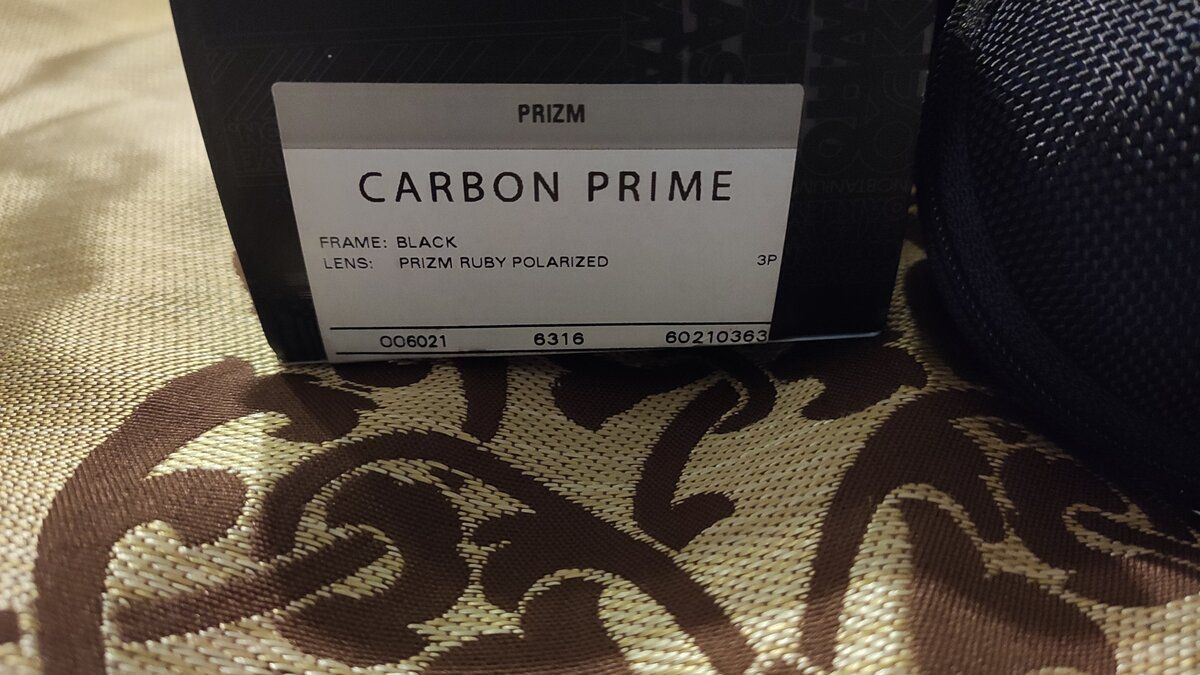 PRIZM
CARBON PRIME
FRAME: BLACK
LENS: PRIZM RUBY POLARIZED 3P
OO6021 6316 60210363